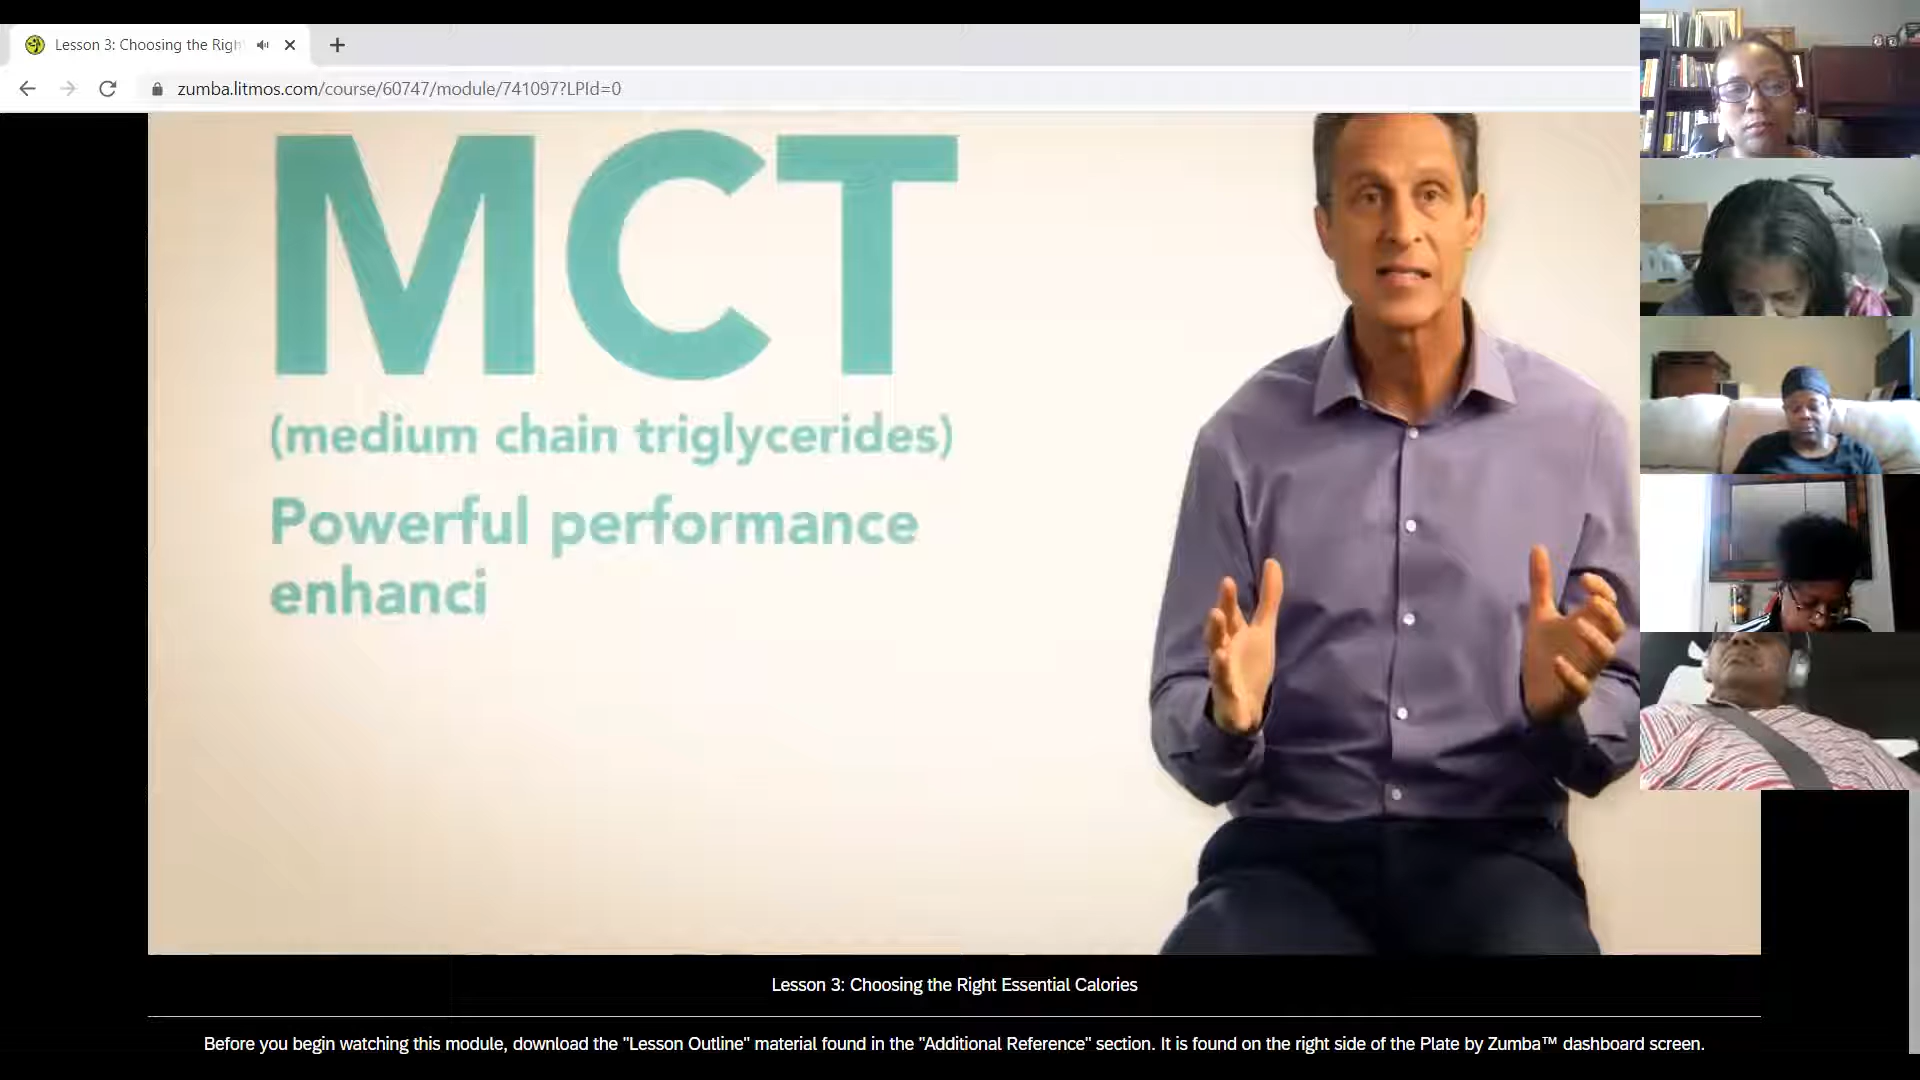 Lesson 3: Choosing the Righ
zumba.litmos.com/course/60747/module/741097?LPId=0
MCT
(medium chain triglycerides)
Powerful performance
enhanci
Lesson 3: Choosing the Right Essential Calories
Before you begin watching this module, download the "Lesson Outline" material found in the "Additional Reference" section. It is found on the right side of the Plate by Zumba™ dashboard screen.